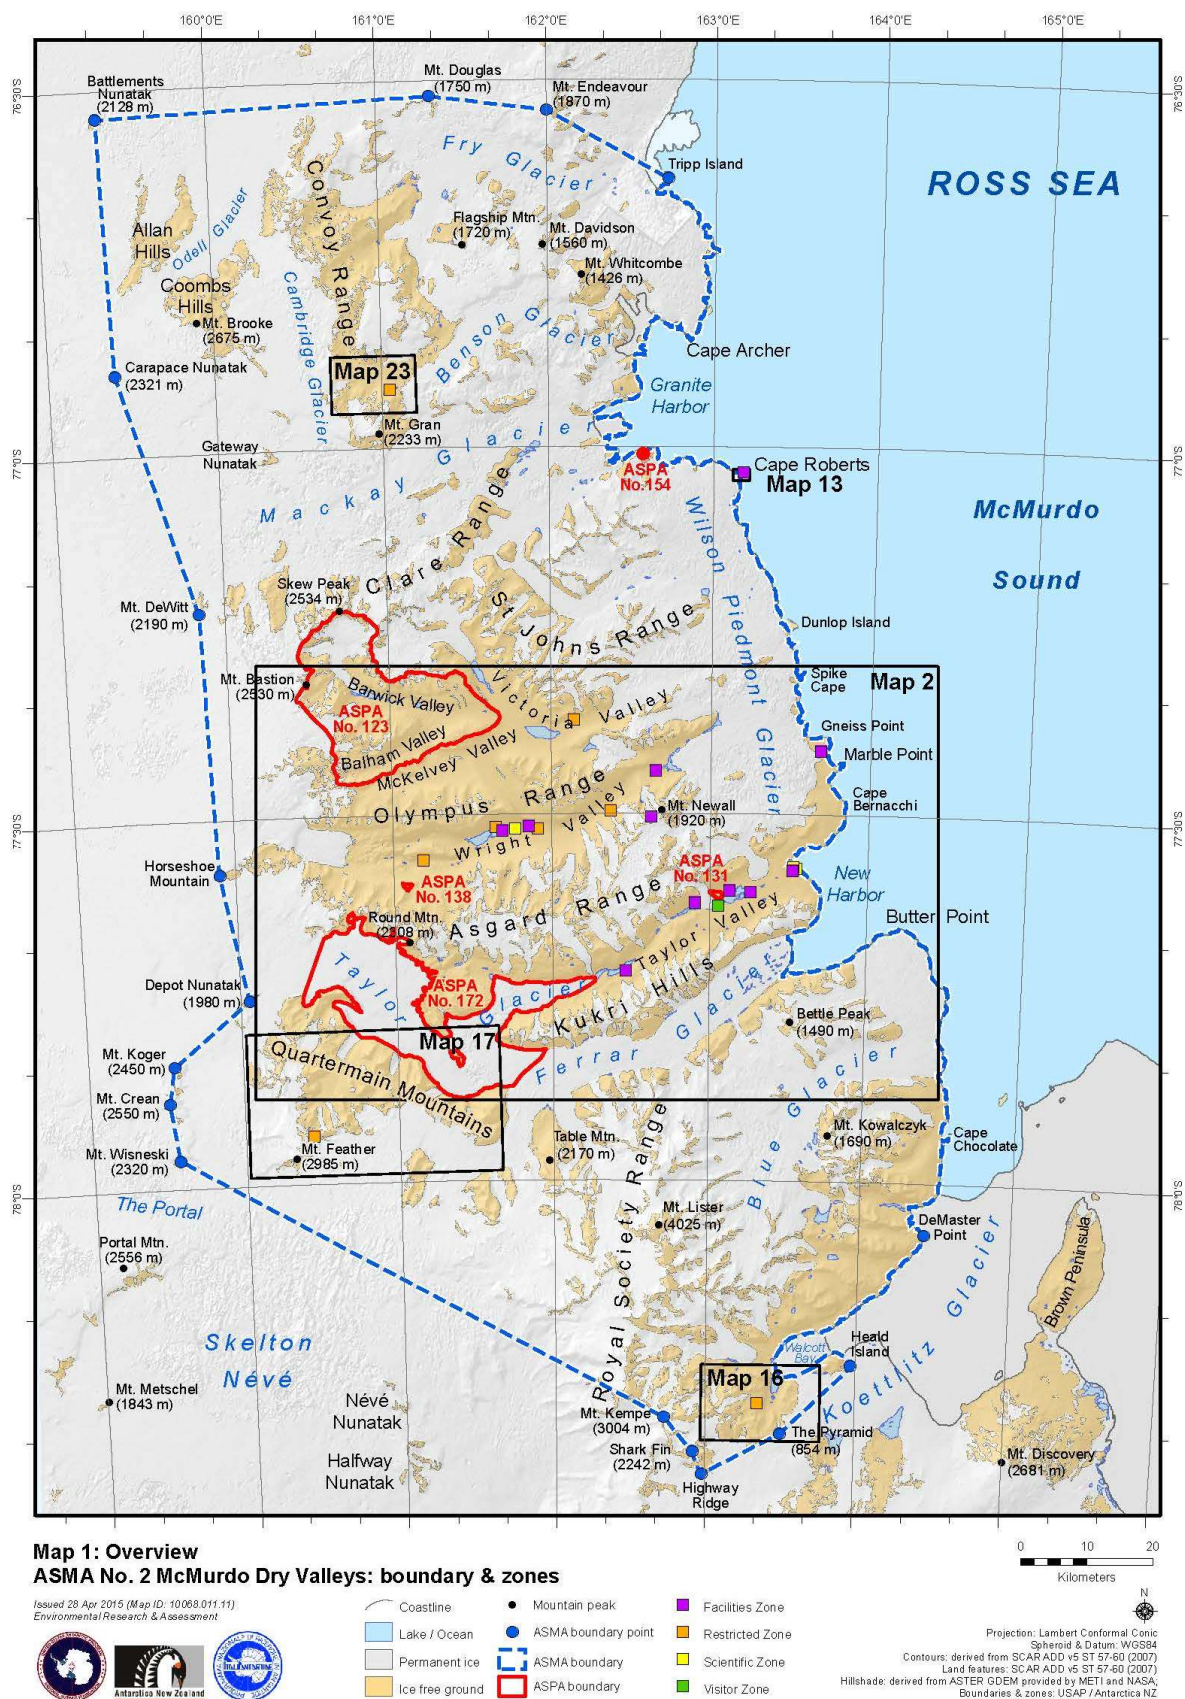 160°0'E
161°0'E
162°0'E
163°0'E
164°0'E
165°0'E
76°30'S
76°30'S
Battlements
Nunatak
(2128 m)
Mt. Douglas
(1750 m)
Mt. Endeavour
(1870 m)
Fry Glacier
Tripp Island
ROSS SEA
Convoy Range
Allan
Hills
Odell Glacier
Flagship Mtn.
(1720 m)
Mt. Davidson
(1560 m)
Mt. Whitcombe
(1426 m)
Coombs
Hills
Mt. Brooke
(2675 m)
Cambridge Glacier
Benson Glacier
Cape Archer
Carapace Nunatak
(2321 m)
Map 23
Granite
Harbor
Mt. Gran
(2233 m)
Gateway
Nunatak
Mackay Glacier
77°0'S
77°0'S
ASPA
No.154
Cape Roberts
Map 13
McMurdo
Sound
Clare Range
Wilson Piedmont Glacier
Skew Peak
(2534 m)
Mt. DeWitt
(2190 m)
St Johns Range
Dunlop Island
Mt. Bastion
(2530 m)
Barwick Valley
Victoria Valley
Spike
Cape
Map 2
ASPA
No. 123
Balham Valley
McKelvey Valley
Gneiss Point
Marble Point
Olympus Range
Cape
Bernacchi
Mt. Newall
(1920 m)
77°30'S
77°30'S
Wright Valley
Horseshoe
Mountain
ASPA
No. 138
ASPA
No. 131
New
Harbor
Asgard Range
Round Mtn.
(2308 m)
Butter Point
Taylor Valley
Taylor Glacier
Depot Nunatak
(1980 m)
ASPA
No. 172
Kukri Hills
Bettle Peak
(1490 m)
Map 17
Ferrar Glacier
Mt. Koger
(2450 m)
Quartermain Mountains
Mt. Crean
(2550 m)
Blue Glacier
Mt. Wisneski
(2320 m)
Mt. Feather
(2985 m)
Table Mtn.
(2170 m)
Mt. Kowalczyk
(1690 m)
Cape
Chocolate
78°0'S
78°0'S
The Portal
Royal Society Range
Mt. Lister
(4025 m)
DeMaster
Point
Portal Mtn.
(2556 m)
Brown Peninsula
Skelton
Névé
Koettlitz Glacier
Walcott
Bay
Heald
Island
Map 16
Mt. Metschel
(1843 m)
Névé
Nunatak
Mt. Kempe
(3004 m)
The Pyramid
(854 m)
Shark Fin
(2242 m)
Halfway
Nunatak
Highway
Ridge
Mt. Discovery
(2681 m)
Map 1: Overview
ASMA No. 2 McMurdo Dry Valleys: boundary & zones
Issued 28 Apr 2015 (Map ID: 10068.011.11)
Environmental Research & Assessment
Antarctica New Zealand
Coastline
Lake / Ocean
Permanent ice
Ice free ground
Mountain peak
ASMA boundary point
ASMA boundary
ASPA boundary
Facilities Zone
Restricted Zone
Scientific Zone
Visitor Zone
0 10 20
Kilometers
N
Projection: Lambert Conformal Conic
Spheroid & Datum: WGS84
Contours: derived from SCAR ADD v5 ST 57-60 (2007)
Land features: SCAR ADD v5 ST 57-60 (2007)
Hillshade: derived from ASTER GDEM provided by METI and NASA;
Boundaries & zones: USAP / Antarica NZ